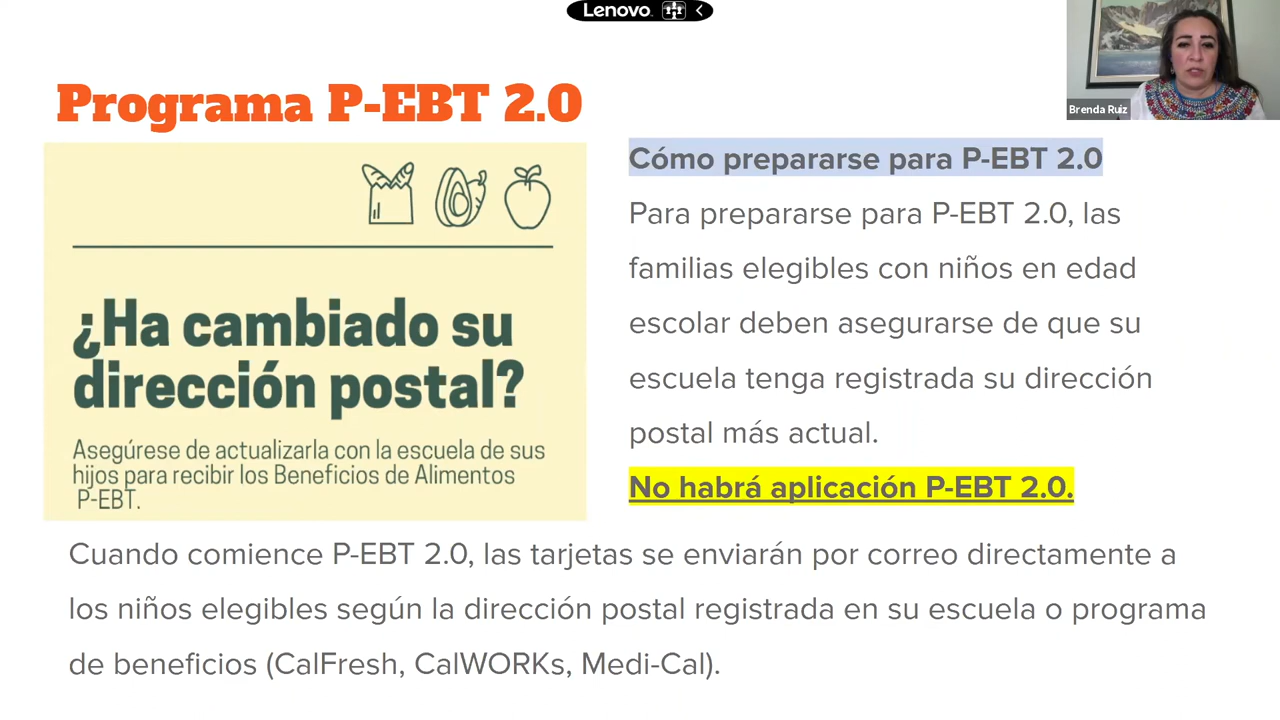 Lenovo
Brenda Ruiz
Programa P-EBT 2.0
¿Ha cambiado su
dirección postal?
Asegúrese de actualizarla con la escuela de sus
hijos para recibir los Beneficios de Alimentos
P-EBT.
Cómo prepararse para P-EBT 2.0
Para prepararse para P-EBT 2.0, las
familias elegibles con niños en edad
escolar deben asegurarse de que su
escuela tenga registrada su dirección
postal más actual.
No habrá aplicación P-EBT 2.0.
Cuando comience P-EBT 2.0, las tarjetas se enviarán por correo directamente a
los niños elegibles según la dirección postal registrada en su escuela o programa
de beneficios (CalFresh, CalWORKs, Medi-Cal).